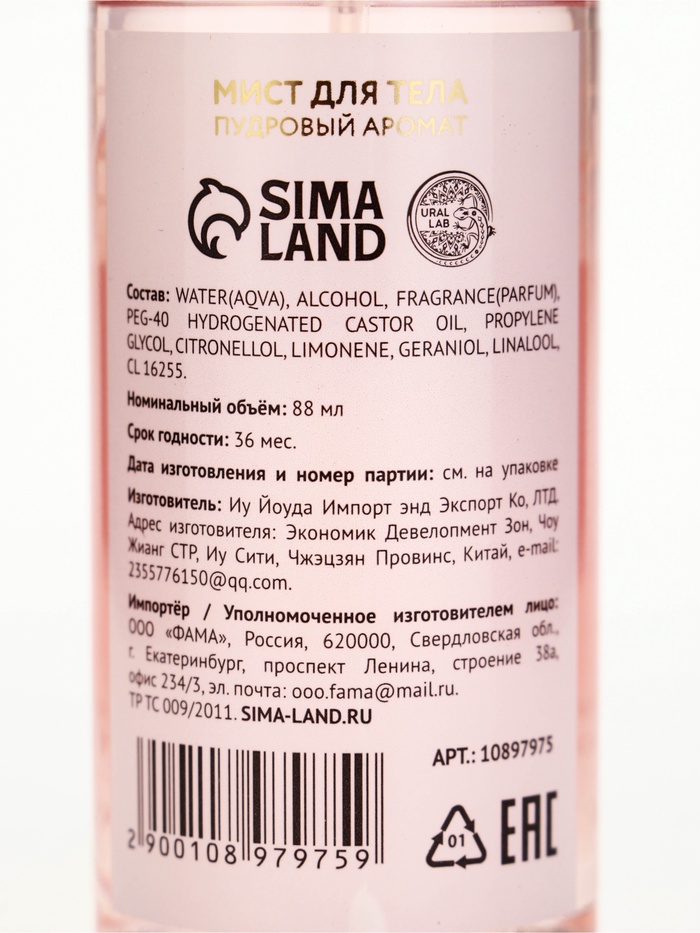 МИСТ ДЛЯ ТЕЛА
ПУДРОВЫЙ АРОМАТ
SIMA
LAND
URAL
LAB
Состав: WATER(AQVA), ALCOHOL, FRAGRANCE(PARFUM),
PEG-40 HYDROGENATED CASTOR OIL, PROPYLENE
GLYCOL, CITRONELLOL, LIMONENE, GERANIOL, LINALOOL,
CL 16255.
Номинальный объём: 88 мл
Срок годности: 36 мес.
Дата изготовления и номер партии: см. на упаковке
Изготовитель: Иу Йоуда Импорт энд Экспорт Ко, ЛТД.
Адрес изготовителя: Экономик Девелопмент Зон, Чоу
Жианг СТР, Иу Сити, Чжэцзян Провинс, Китай, e-mail:
2355776150@qq.com.
Импортёр / Уполномоченное изготовителем лицо:
ООО «ФАМА», Россия, 620000, Свердловская обл.,
г. Екатеринбург, проспект Ленина, строение 38а,
офис 234/3, эл. почта: ooo.fama@mail.ru.
ТР ТС 009/2011. SIMA-LAND.RU
АРТ.: 10897975
2 900108 979759
01
EAC